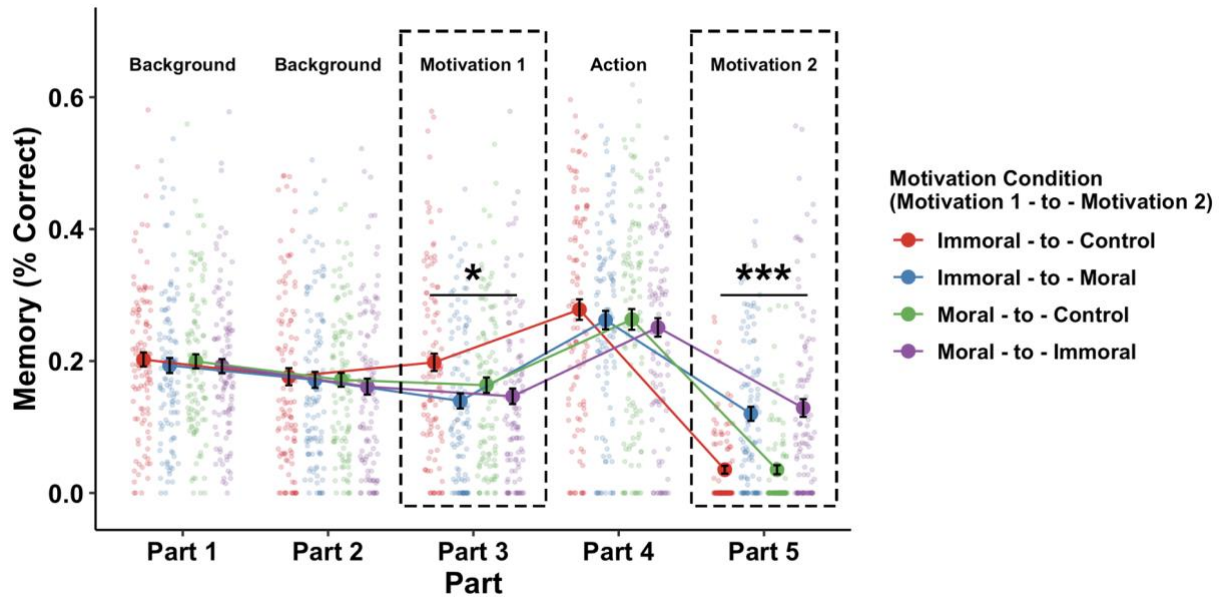 Background
Background
Motivation 1
Action
Motivation 2
0.6
0.4
0.2
0.0
Memory (% Correct)
*
***
Part 1
Part 2
Part 3
Part 4
Part 5
Part
Motivation Condition
(Motivation 1 - to - Motivation 2)
Immoral - to - Control
Immoral - to - Moral
Moral - to - Control
Moral - to - Immoral